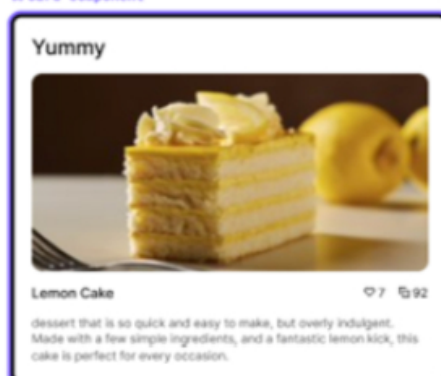 Yummy
Lemon Cake
7 92
dessert that is so quick and easy to make, but overly indulgent.
Made with a few simple ingredients, and a fantastic lemon kick, this
cake is perfect for every occasion.